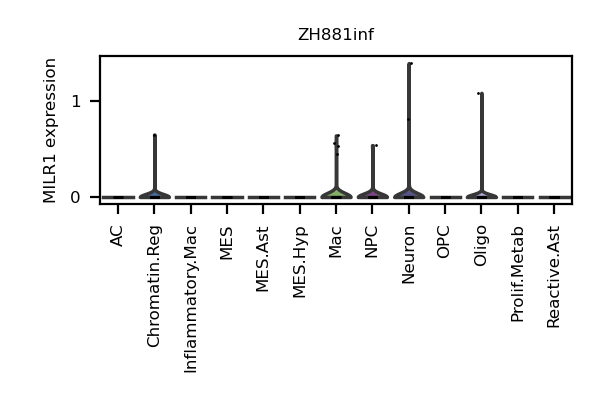 ZH881inf
MILR1 expression
1
0
AC
Chromatin.Reg
Inflammatory.Mac
MES
MES.Ast
MES.Hyp
Mac
NPC
Neuron
OPC
Oligo
Prolif.Metab
Reactive.Ast